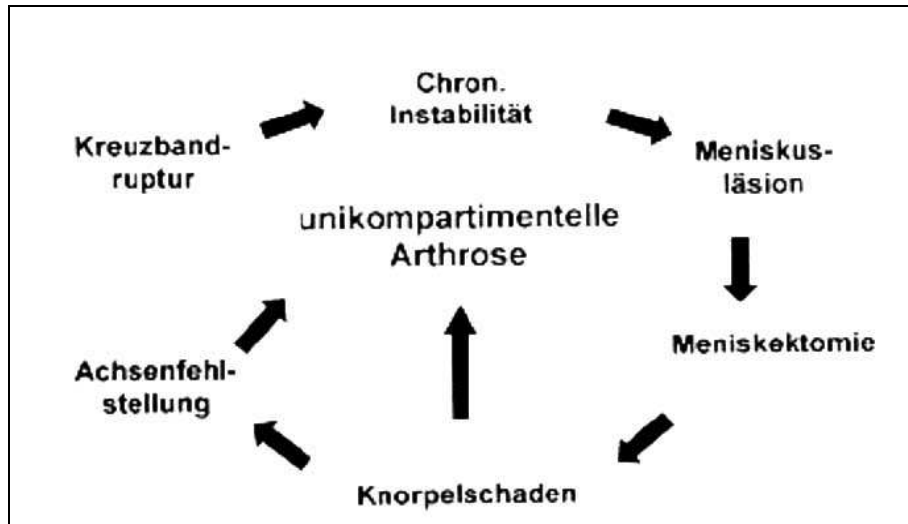 Chron.
Instabilität
Kreuzband-
ruptur
Meniskus-
läsion
unikompartimentelle
Arthrose
Meniskektomie
Achsenfehl-
stellung
Knorpelschaden